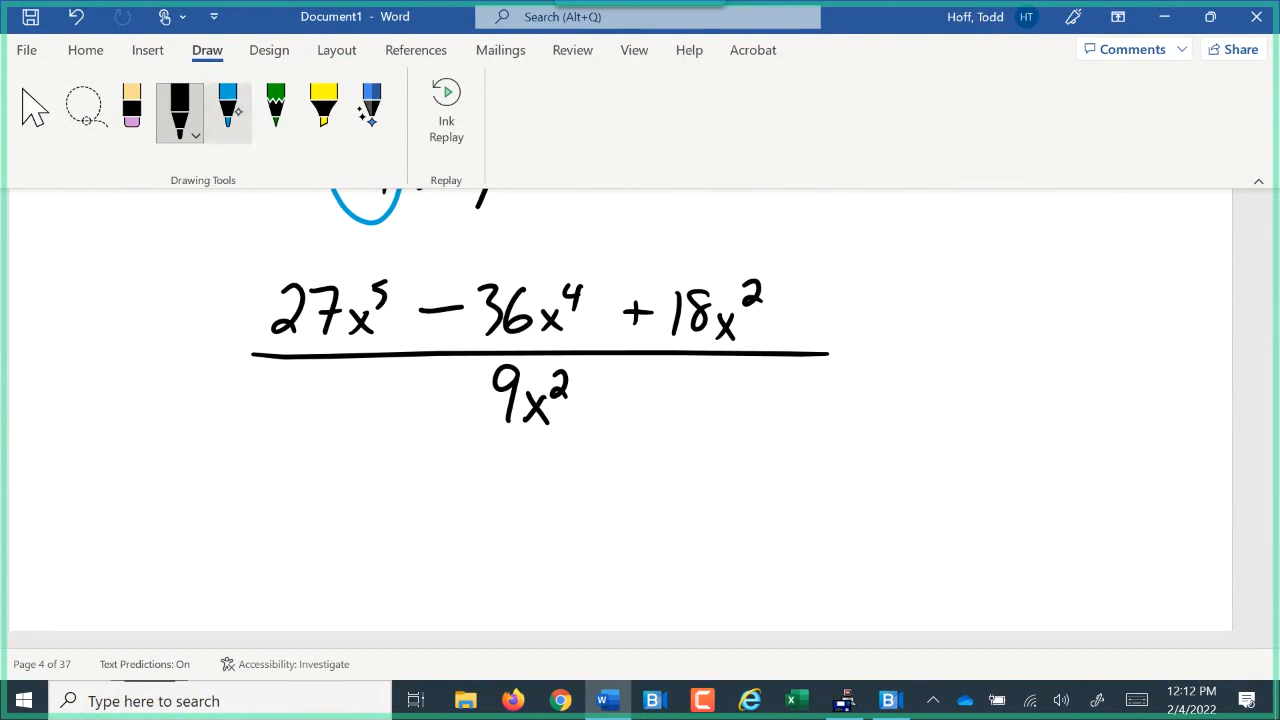 Document1 - Word
Search (Alt+Q)
Hoff, Todd
HT
File Home Insert Draw Design Layout References Mailings Review View Help Acrobat
Comments
Share
Ink
Replay
Drawing Tools
Replay
27x⁵ − 36x⁴ + 18x²
9x²
Page 4 of 37
Text Predictions: On
Accessibility: Investigate
Type here to search
12:12 PM
2/4/2022